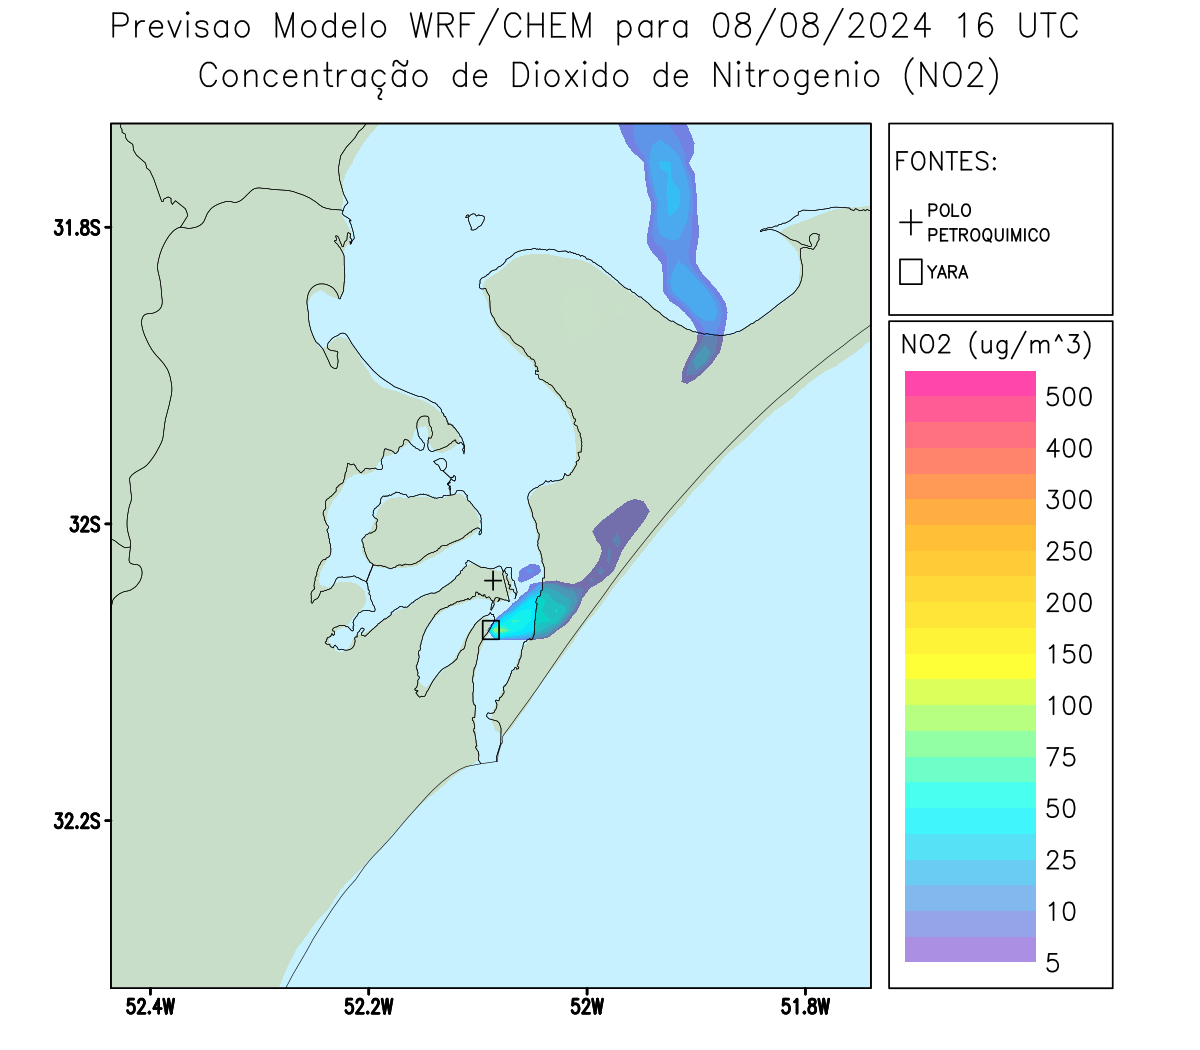 Previsao Modelo WRF/CHEM para 08/08/2024 16 UTC
Concentração de Dioxido de Nitrogenio (NO2)
FONTES:
POLO
PETROQUIMICO
YARA
31.8S
32S
32.2S
52.4W
52.2W
52W
51.8W
NO2 (ug/m^3)
500
400
300
250
200
150
100
75
50
25
10
5